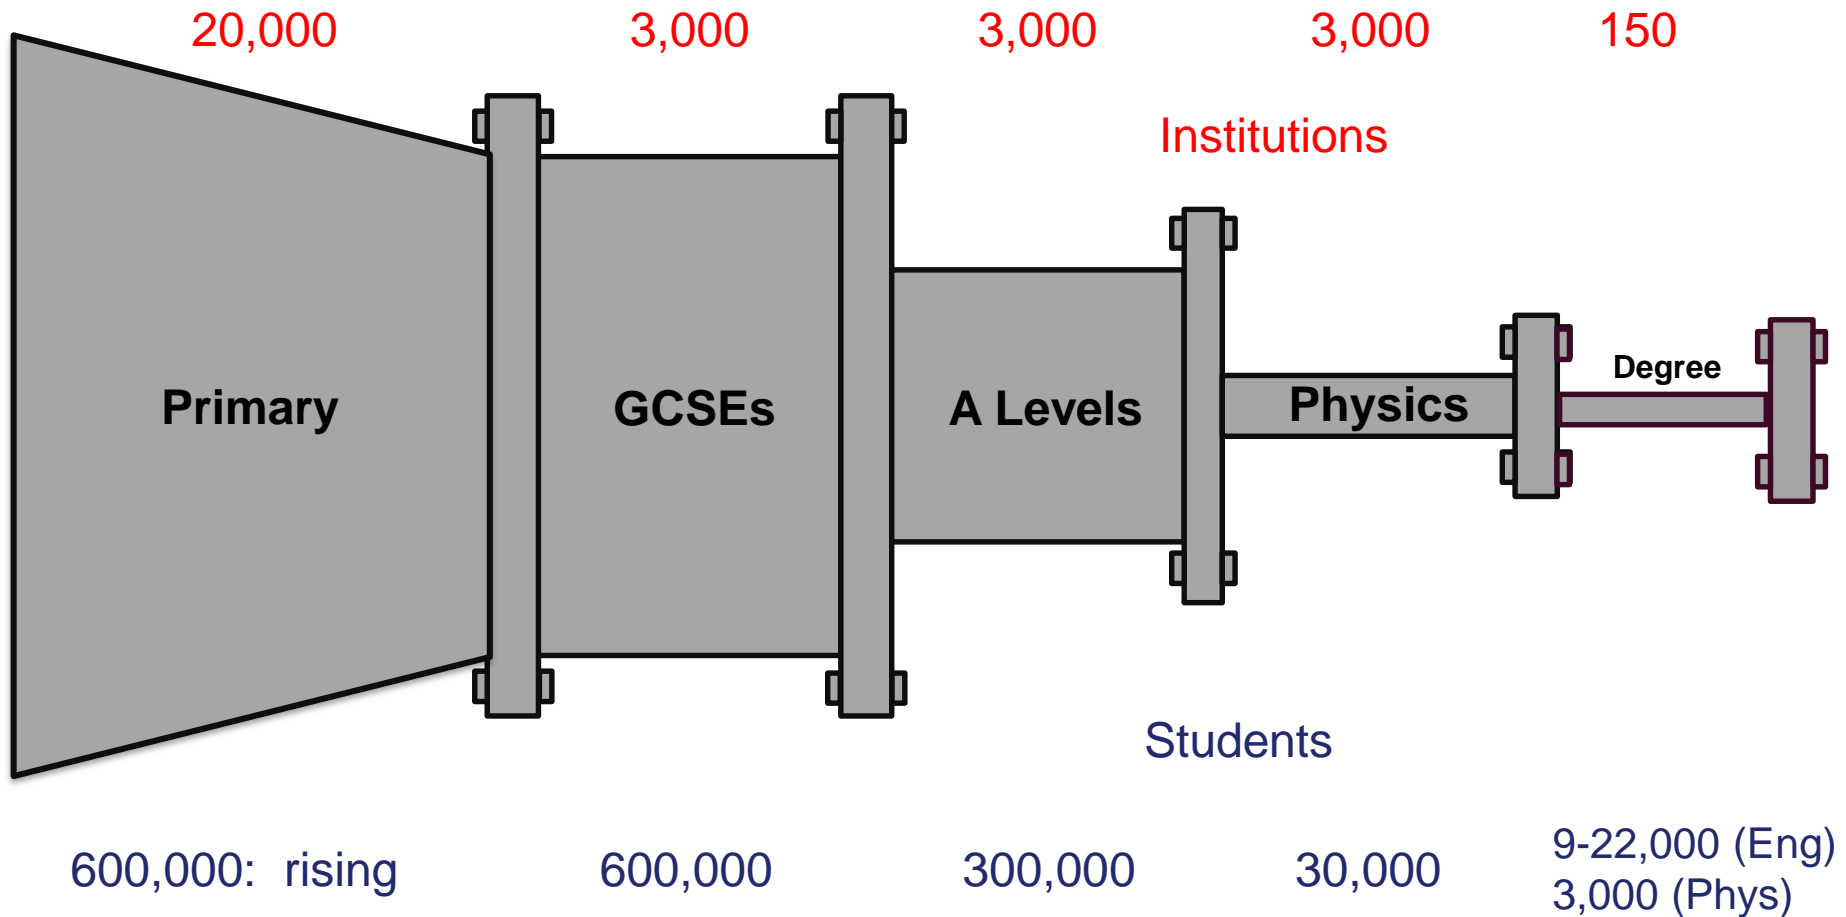 20,000 3,000 3,000 3,000 150
Institutions
Primary GCSEs A Levels Physics Degree
Students
600,000: rising 600,000 300,000 30,000 9-22,000 (Eng)
3,000 (Phys)